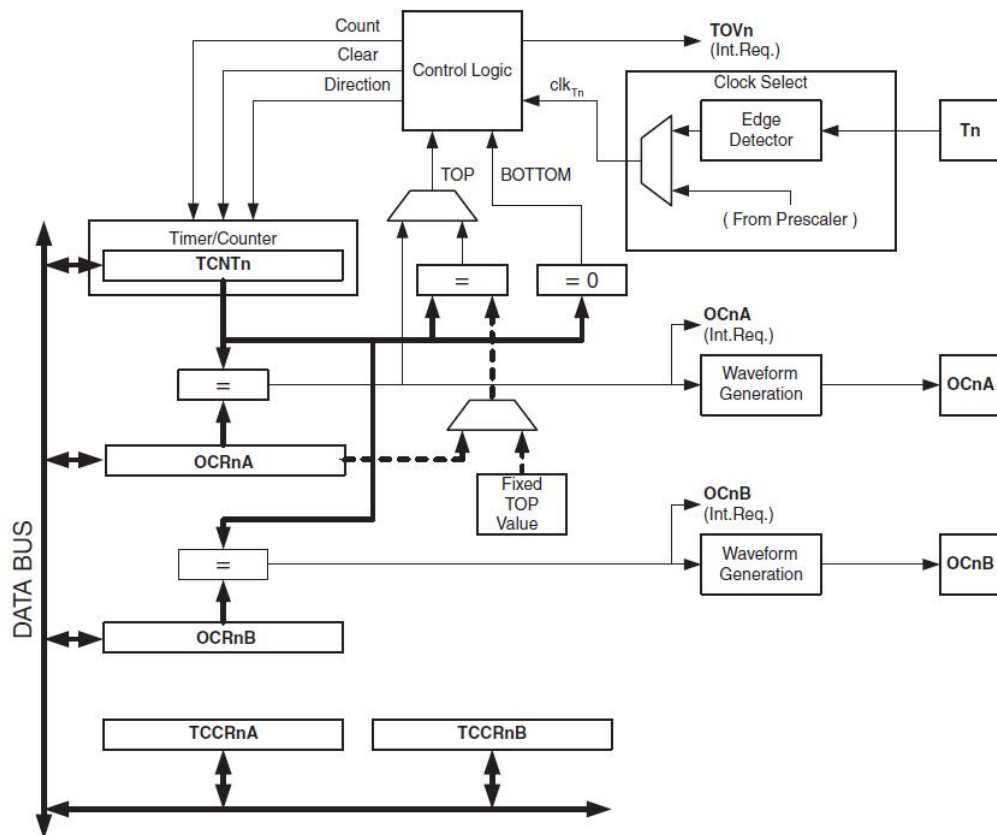 Count
TOVn
(Int.Req.)
Clear
Control Logic
Clock Select
Direction
clkTn
Edge
Detector
Tn
TOP
BOTTOM
( From Prescaler )
Timer/Counter
TCNTn
=
= 0
OCnA
(Int.Req.)
=
Waveform
Generation
OCnA
OCRnA
Fixed
TOP
Value
OCnB
(Int.Req.)
=
Waveform
Generation
OCnB
DATA BUS
OCRnB
TCCRnA
TCCRnB